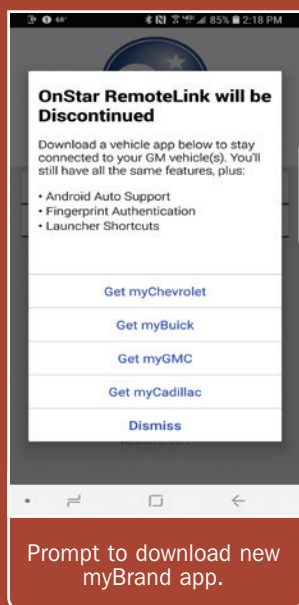 68° 85% 2:18 PM
OnStar RemoteLink will be
Discontinued
Download a vehicle app below to stay
connected to your GM vehicle(s). You'll
still have all the same features, plus:
• Android Auto Support
• Fingerprint Authentication
• Launcher Shortcuts
Get myChevrolet
Get myBuick
Get myGMC
Get myCadillac
Dismiss
Prompt to download new
myBrand app.